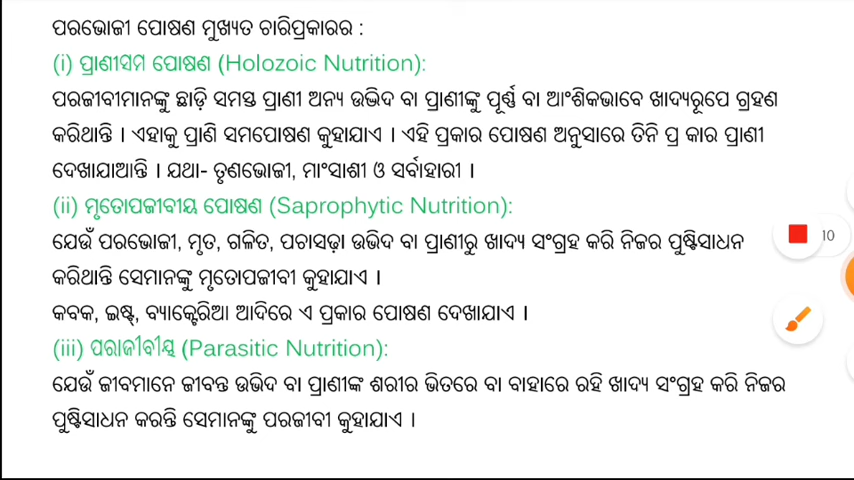 ପରଭୋଜୀ ପୋଷଣ ମୁଖ୍ୟତ ଚାରିପ୍ରକାରର :
(i) ପ୍ରାଣୀସମ ପୋଷଣ (Holozoic Nutrition):
ପରଜୀବୀମାନଙ୍କୁ ଛାଡ଼ି ସମସ୍ତ ପ୍ରାଣୀ ଅନ୍ୟ ଉଦ୍ଭିଦ ବା ପ୍ରାଣୀଙ୍କୁ ପୂର୍ଣ୍ଣ ବା ଆଂଶିକଭାବେ ଖାଦ୍ୟରୂପେ ଗ୍ରହଣ
କରିଥାନ୍ତି । ଏହାକୁ ପ୍ରାଣି ସମପୋଷଣ କୁହାଯାଏ । ଏହି ପ୍ରକାର ପୋଷଣ ଅନୁସାରେ ତିନି ପ୍ର କାର ପ୍ରାଣୀ
ଦେଖାଯାଆନ୍ତି । ଯଥା- ତୃଣଭୋଜୀ, ମାଂସାଶୀ ଓ ସର୍ବାହାରୀ ।
(ii) ମୃତୋପଜୀବୀୟ ପୋଷଣ (Saprophytic Nutrition):
ଯେଉଁ ପରଭୋଜୀ, ମୃତ, ଗଳିତ, ପଚାସଢ଼ା ଉଦ୍ଭିଦ ବା ପ୍ରାଣୀରୁ ଖାଦ୍ୟ ସଂଗ୍ରହ କରି ନିଜର ପୁଷ୍ଟିସାଧନ
10
କରିଥାନ୍ତି ସେମାନଙ୍କୁ ମୃତୋପଜୀବୀ କୁହାଯାଏ ।
କବକ, ଇଷ୍ଟ, ବ୍ୟାକ୍ଟେରିଆ ଆଦିରେ ଏ ପ୍ରକାର ପୋଷଣ ଦେଖାଯାଏ ।
(iii) ପରାଜୀବୀୟ (Parasitic Nutrition):
ଯେଉଁ ଜୀବମାନେ ଜୀବନ୍ତ ଉଦ୍ଭିଦ ବା ପ୍ରାଣୀଙ୍କ ଶରୀର ଭିତରେ ବା ବାହାରେ ରହି ଖାଦ୍ୟ ସଂଗ୍ରହ କରି ନିଜର
ପୁଷ୍ଟିସାଧନ କରନ୍ତି ସେମାନଙ୍କୁ ପରଜୀବୀ କୁହାଯାଏ ।